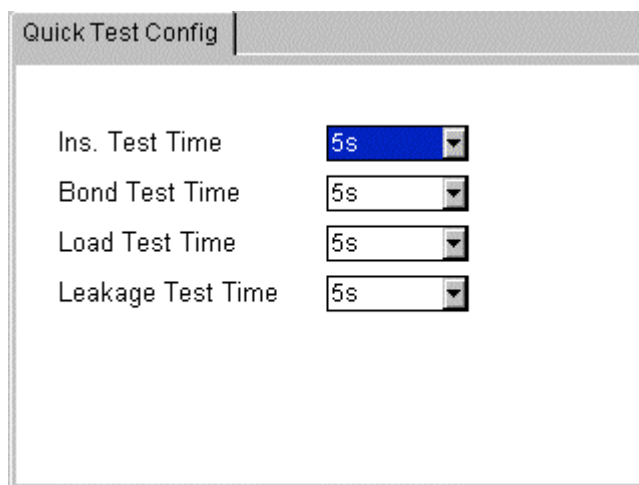 Quick Test Config
Ins. Test Time 5s
Bond Test Time 5s
Load Test Time 5s
Leakage Test Time 5s